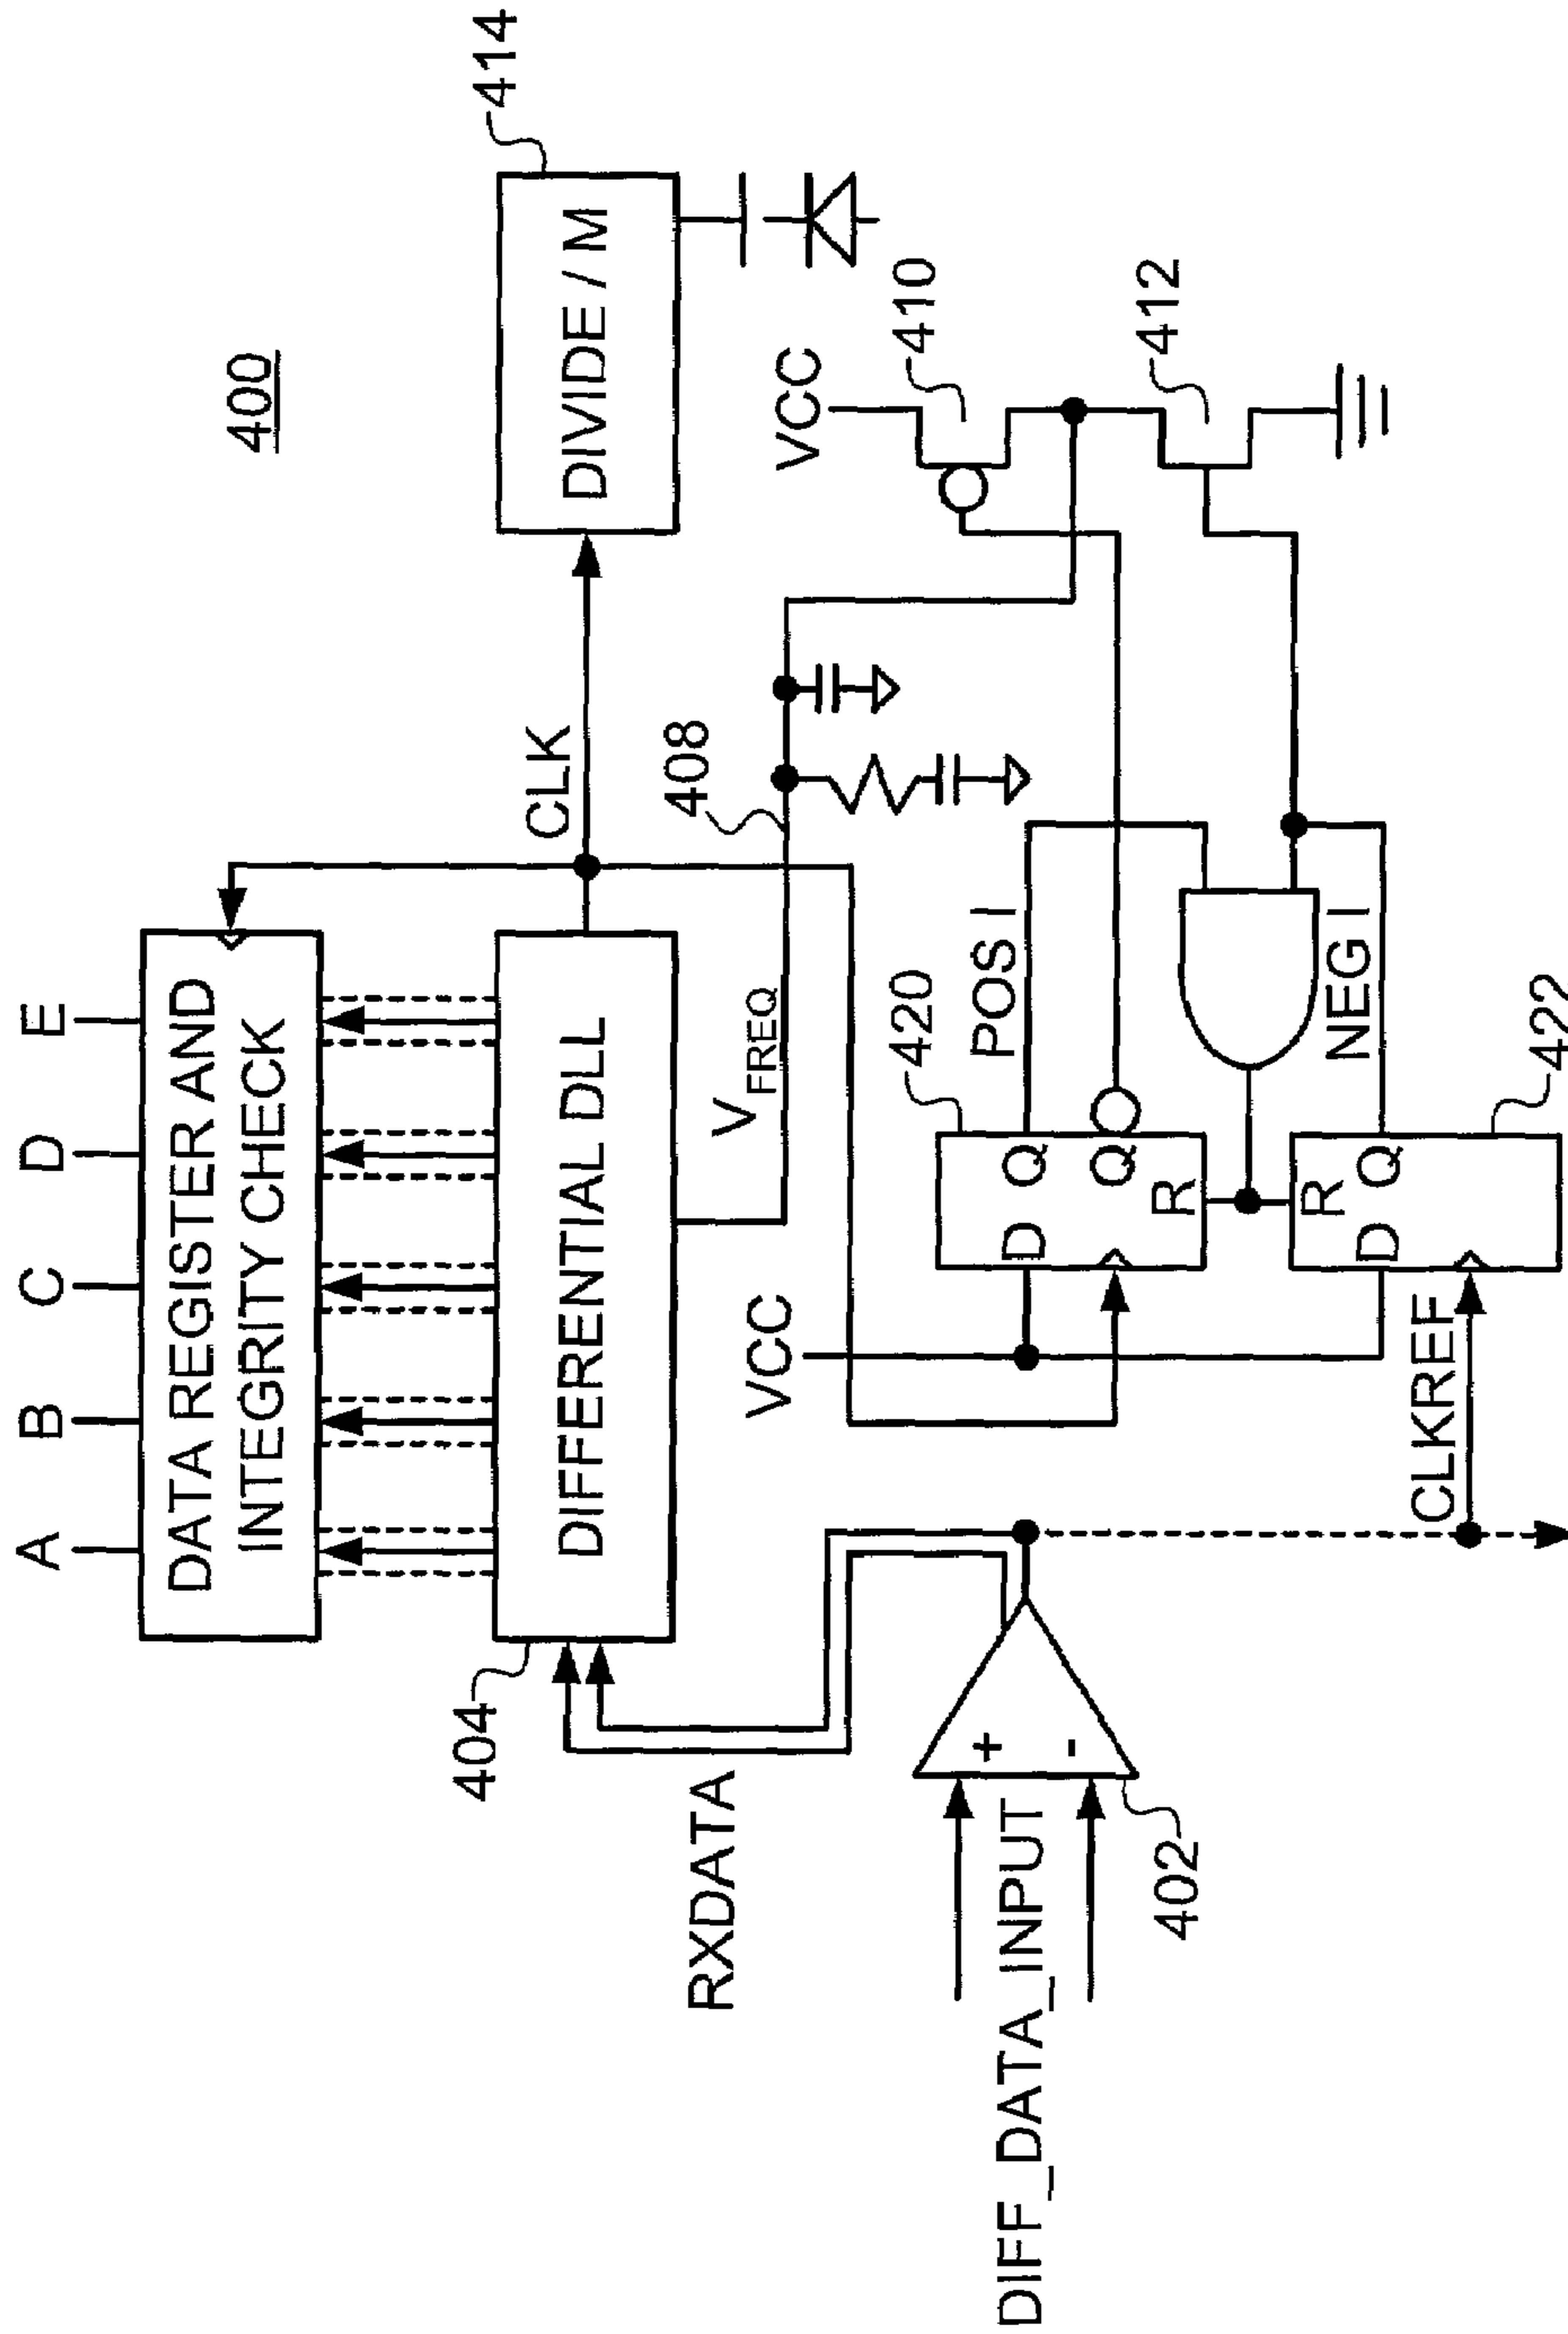 400
A B C D E
DATA REGISTER AND
INTEGRITY CHECK
404
DIFFERENTIAL DLL
CLK
DIVIDE / M
414
RXDATA
VFREQ
408
VCC
410
412
DIFF_DATA_INPUT
+
-
402
VCC
420
D Q
Q
R
POS I
NEG I
R
D Q
422
CLKREF